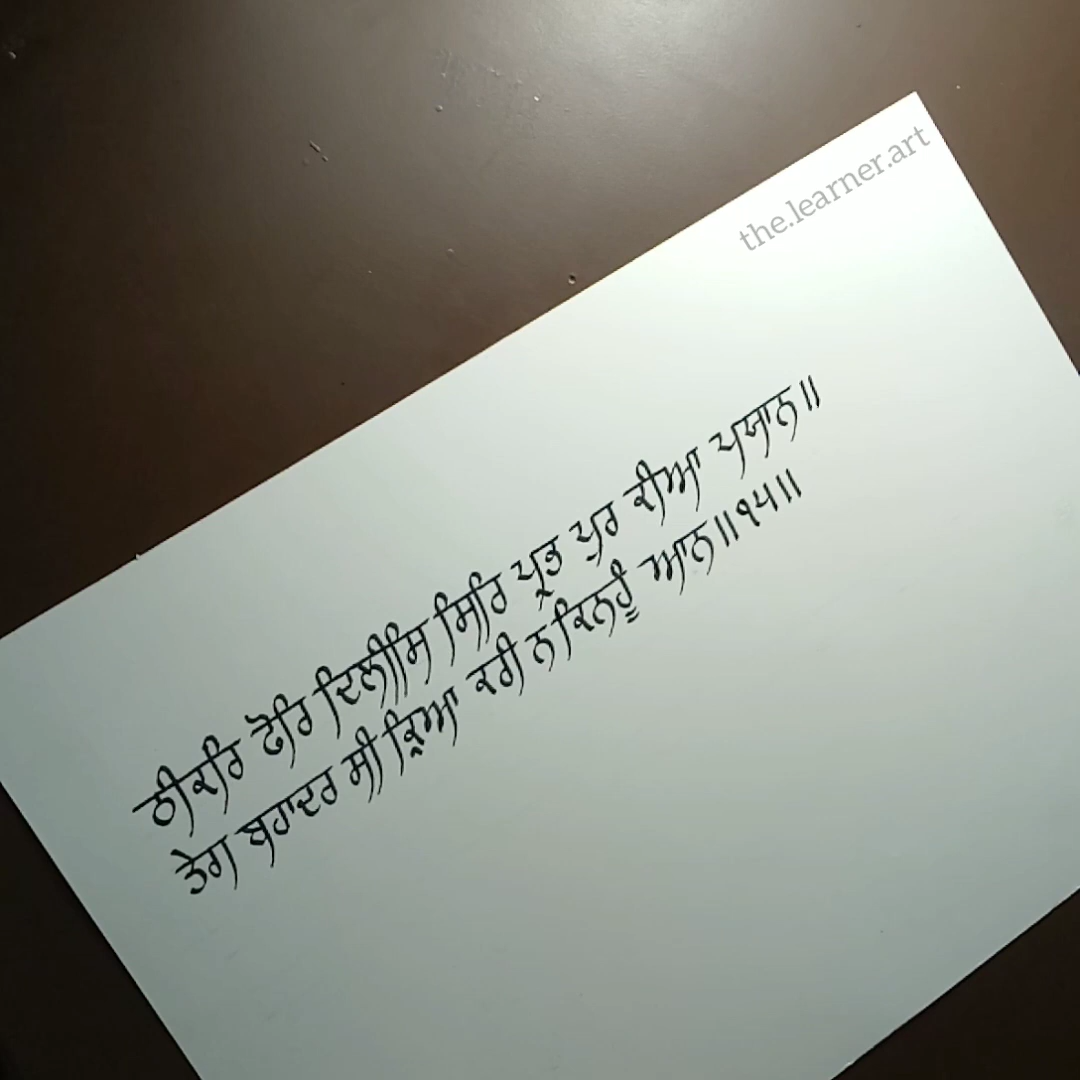 the.learner.art
ਠੀਕਰਿ ਫੋਰਿ ਦਿਲੀਸਿ ਸਿਰਿ ਪ੍ਰਭ ਪੁਰ ਕੀਆ ਪਯਾਨ॥
ਤੇਗ ਬਹਾਦਰ ਸੀ ਕ੍ਰਿਆ ਕਰੀ ਨ ਕਿਨਹੂੰ ਆਨ॥੧੫॥